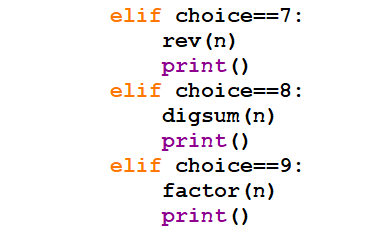 elif choice==7:
    rev(n)
    print()
elif choice==8:
    digsum(n)
    print()
elif choice==9:
    factor(n)
    print()